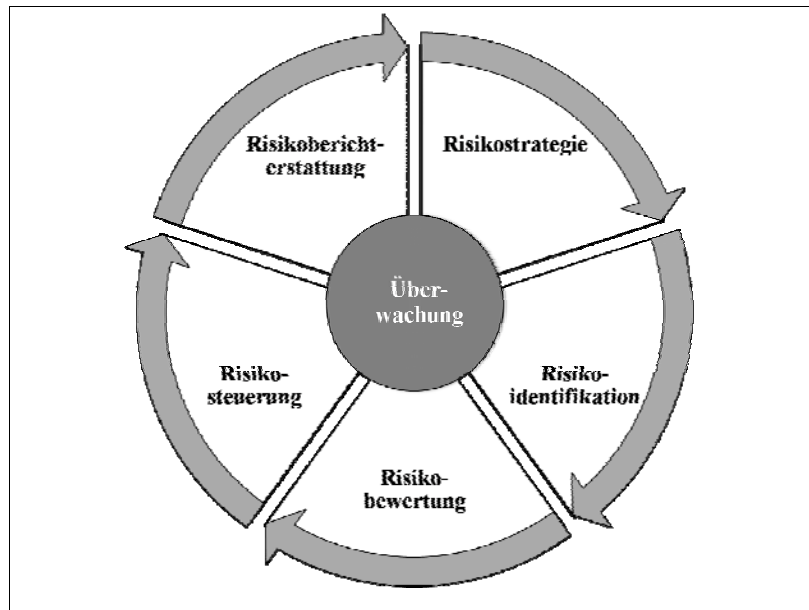 Risikobericht-
erstattung
Risikostrategie
Über-
wachung
Risiko-
steuerung
Risiko-
identifikation
Risiko-
bewertung